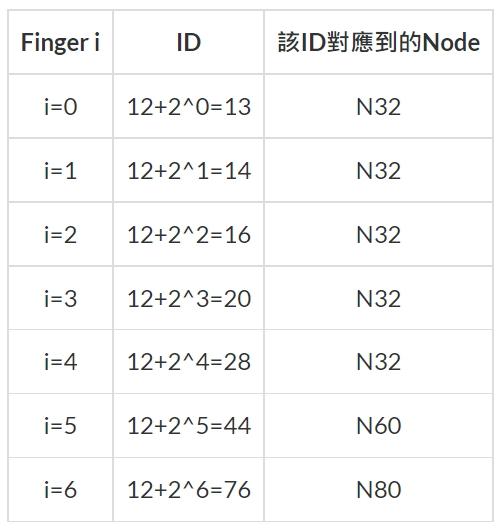 Finger i ID 該ID對應到的Node
i=0 12+2^0=13 N32
i=1 12+2^1=14 N32
i=2 12+2^2=16 N32
i=3 12+2^3=20 N32
i=4 12+2^4=28 N32
i=5 12+2^5=44 N60
i=6 12+2^6=76 N80